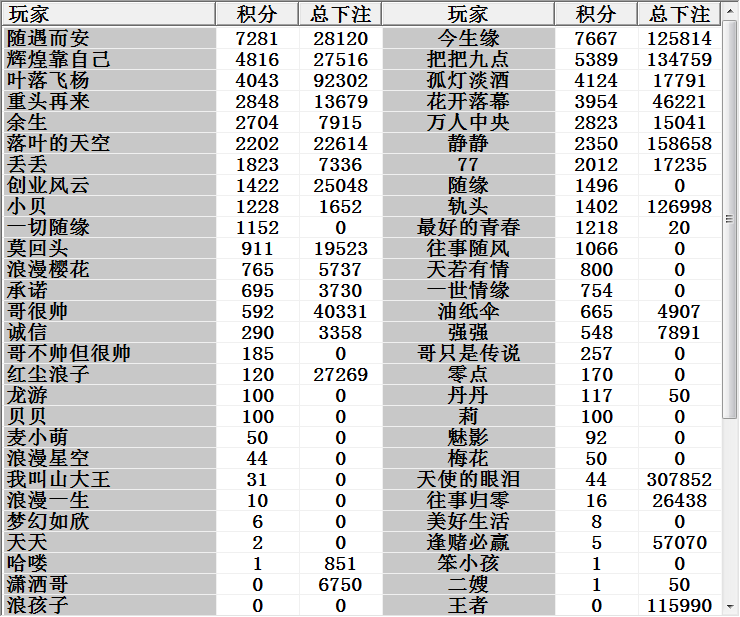 玩家 积分 总下注 玩家 积分 总下注
随遇而安 7281 28120 今生缘 7667 125814
辉煌靠自己 4816 27516 把把九点 5389 134759
叶落飞杨 4043 92302 孤灯淡酒 4124 17791
重头再来 2848 13679 花开落幕 3954 46221
余生 2704 7915 万人中央 2823 15041
落叶的天空 2202 22614 静静 2350 158658
丢丢 1823 7336 77 2012 17235
创业风云 1422 25048 随缘 1496 0
小贝 1228 1652 轨头 1402 126998
一切随缘 1152 0 最好的青春 1218 20
莫回头 911 19523 往事随风 1066 0
浪漫樱花 765 5737 天若有情 800 0
承诺 695 3730 一世情缘 754 0
哥很帅 592 40331 油纸伞 665 4907
诚信 290 3358 强强 548 7891
哥不帅但很帅 185 0 哥只是传说 257 0
红尘浪子 120 27269 零点 170 0
龙游 100 0 丹丹 117 50
贝贝 100 0 莉 100 0
麦小萌 50 0 魅影 92 0
浪漫星空 44 0 梅花 50 0
我叫山大王 31 0 天使的眼泪 44 307852
浪漫一生 10 0 往事归零 16 26438
梦幻如欣 6 0 美好生活 8 0
天天 2 0 逢赌必赢 5 57070
哈喽 1 851 笨小孩 1 0
潇洒哥 0 6750 二嫂 1 50
浪孩子 0 0 王者 0 115990